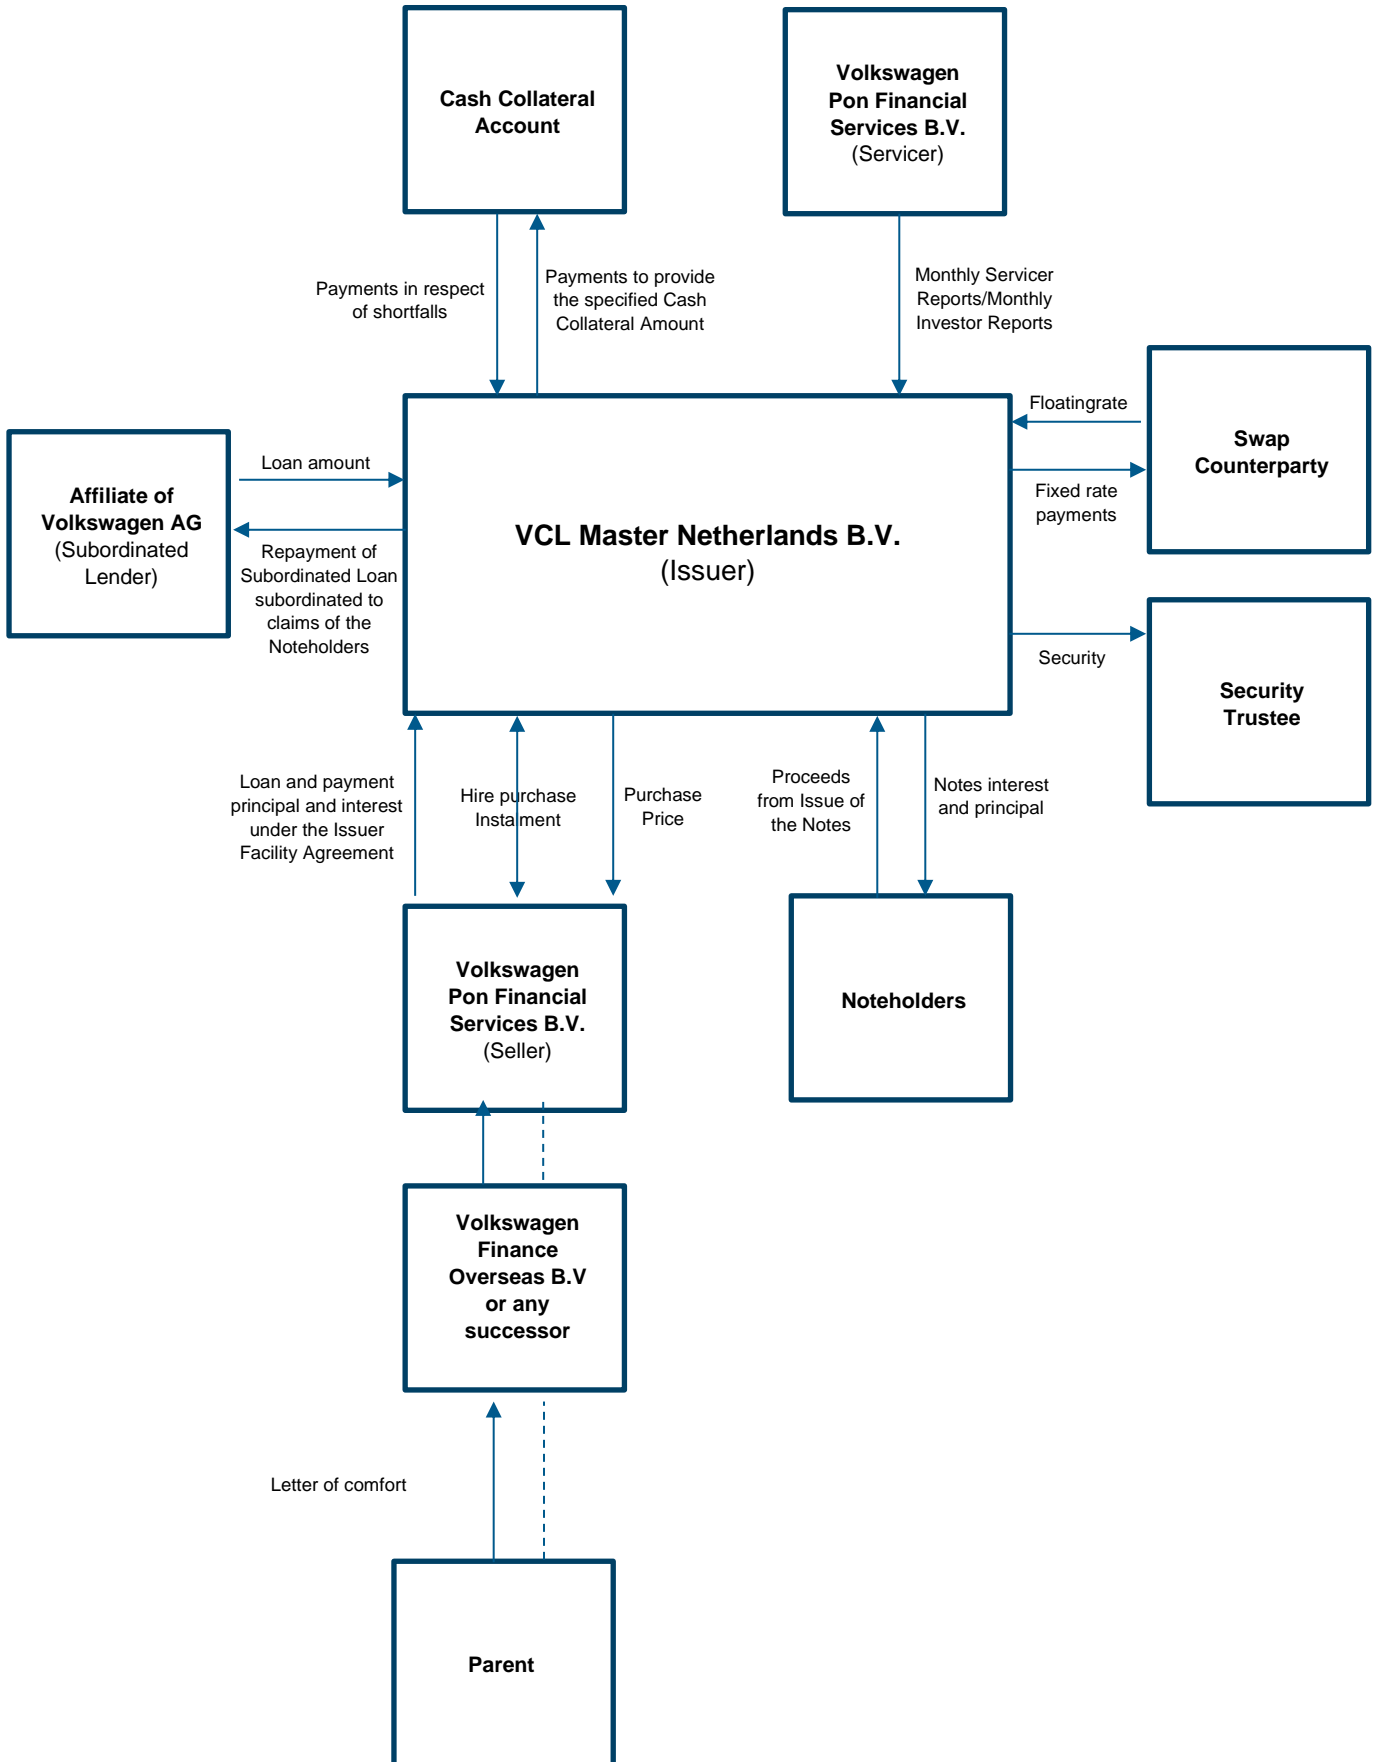 Cash Collateral
Account
Volkswagen
Pon Financial
Services B.V.
(Servicer)
Payments in respect
of shortfalls
Payments to provide
the specified Cash
Collateral Amount
Monthly Servicer
Reports/Monthly
Investor Reports
Affiliate of
Volkswagen AG
(Subordinated
Lender)
Loan amount
Repayment of
Subordinated Loan
subordinated to
claims of the
Noteholders
VCL Master Netherlands B.V.
(Issuer)
Floatingrate
Fixed rate
payments
Swap
Counterparty
Security
Security
Trustee
Loan and payment
principal and interest
under the Issuer
Facility Agreement
Hire purchase
Instalment
Purchase
Price
Proceeds
from Issue of
the Notes
Notes interest
and principal
Volkswagen
Pon Financial
Services B.V.
(Seller)
Noteholders
Volkswagen
Finance
Overseas B.V
or any
successor
Letter of comfort
Parent